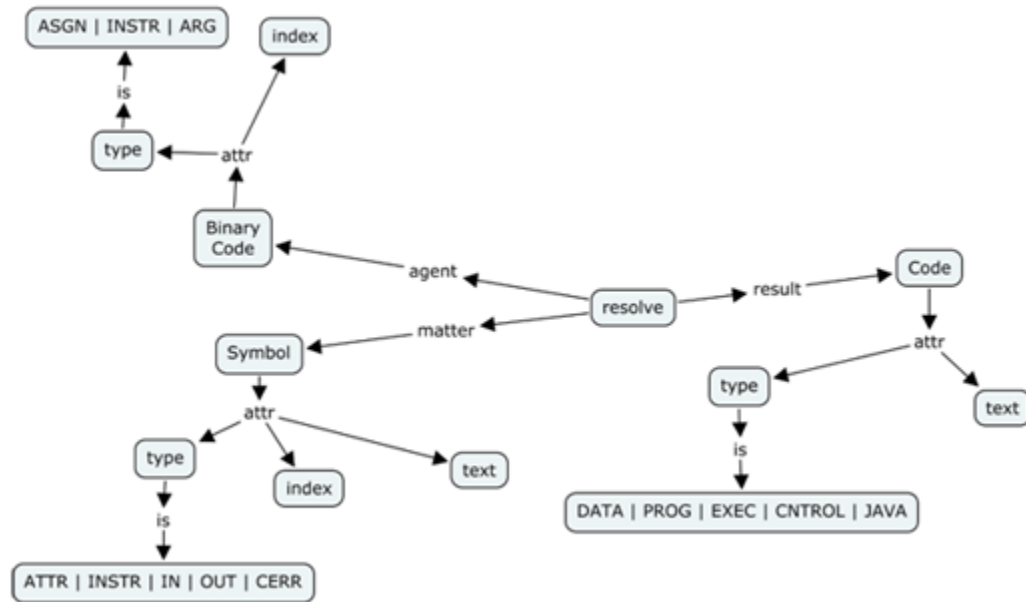 ASGN | INSTR | ARG
index
is
type
attr
Binary
Code
agent
Code
result
resolve
matter
Symbol
attr
attr
type
text
type
text
is
index
is
DATA | PROG | EXEC | CNTROL | JAVA
ATTR | INSTR | IN | OUT | CERR